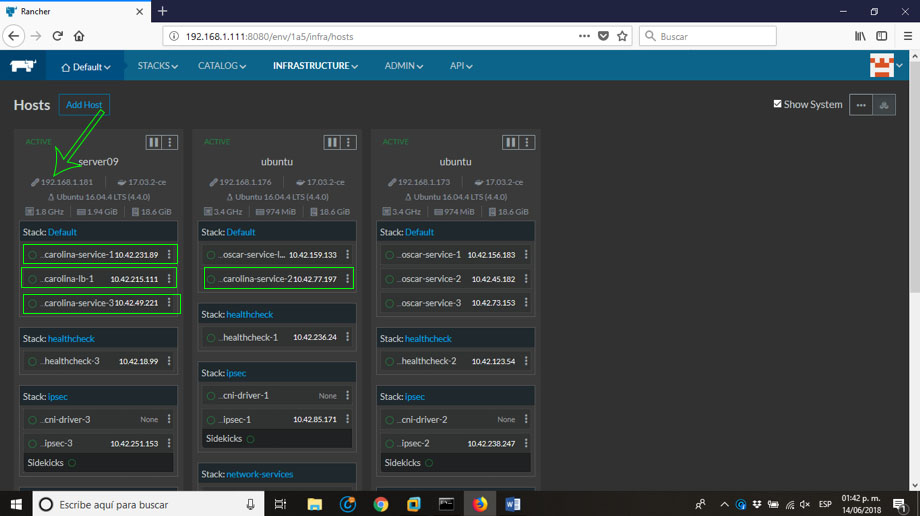 Rancher
192.168.1.111:8080/env/1a5/infra/hosts
Buscar
Default STACKS CATALOG INFRASTRUCTURE ADMIN API
Hosts Add Host Show System
ACTIVE
server09
192.168.1.181 17.03.2-ce
Ubuntu 16.04.4 LTS (4.4.0)
1.8 GHz 1.94 GiB 18.6 GiB
Stack: Default
...carolina-service-1 10.42.231.89
...carolina-lb-1 10.42.215.111
...carolina-service-3 10.42.49.221
Stack: healthcheck
...healthcheck-3 10.42.18.99
Stack: ipsec
...cni-driver-3 None
...ipsec-3 10.42.251.153
Sidekicks
ACTIVE
ubuntu
192.168.1.176 17.03.2-ce
Ubuntu 16.04.4 LTS (4.4.0)
3.4 GHz 974 MiB 18.6 GiB
Stack: Default
...oscar-service-l... 10.42.159.133
...carolina-service-2 10.42.77.197
Stack: healthcheck
...healthcheck-1 10.42.236.24
Stack: ipsec
...cni-driver-1 None
...ipsec-1 10.42.85.171
Sidekicks
Stack: network-services
ACTIVE
ubuntu
192.168.1.173 17.03.2-ce
Ubuntu 16.04.4 LTS (4.4.0)
3.4 GHz 974 MiB 18.6 GiB
Stack: Default
...oscar-service-1 10.42.156.183
...oscar-service-2 10.42.45.182
...oscar-service-3 10.42.73.153
Stack: healthcheck
...healthcheck-2 10.42.123.54
Stack: ipsec
...cni-driver-2 None
...ipsec-2 10.42.238.247
Sidekicks
Escribe aquí para buscar
ESP
01:42 p. m.
14/06/2018
1